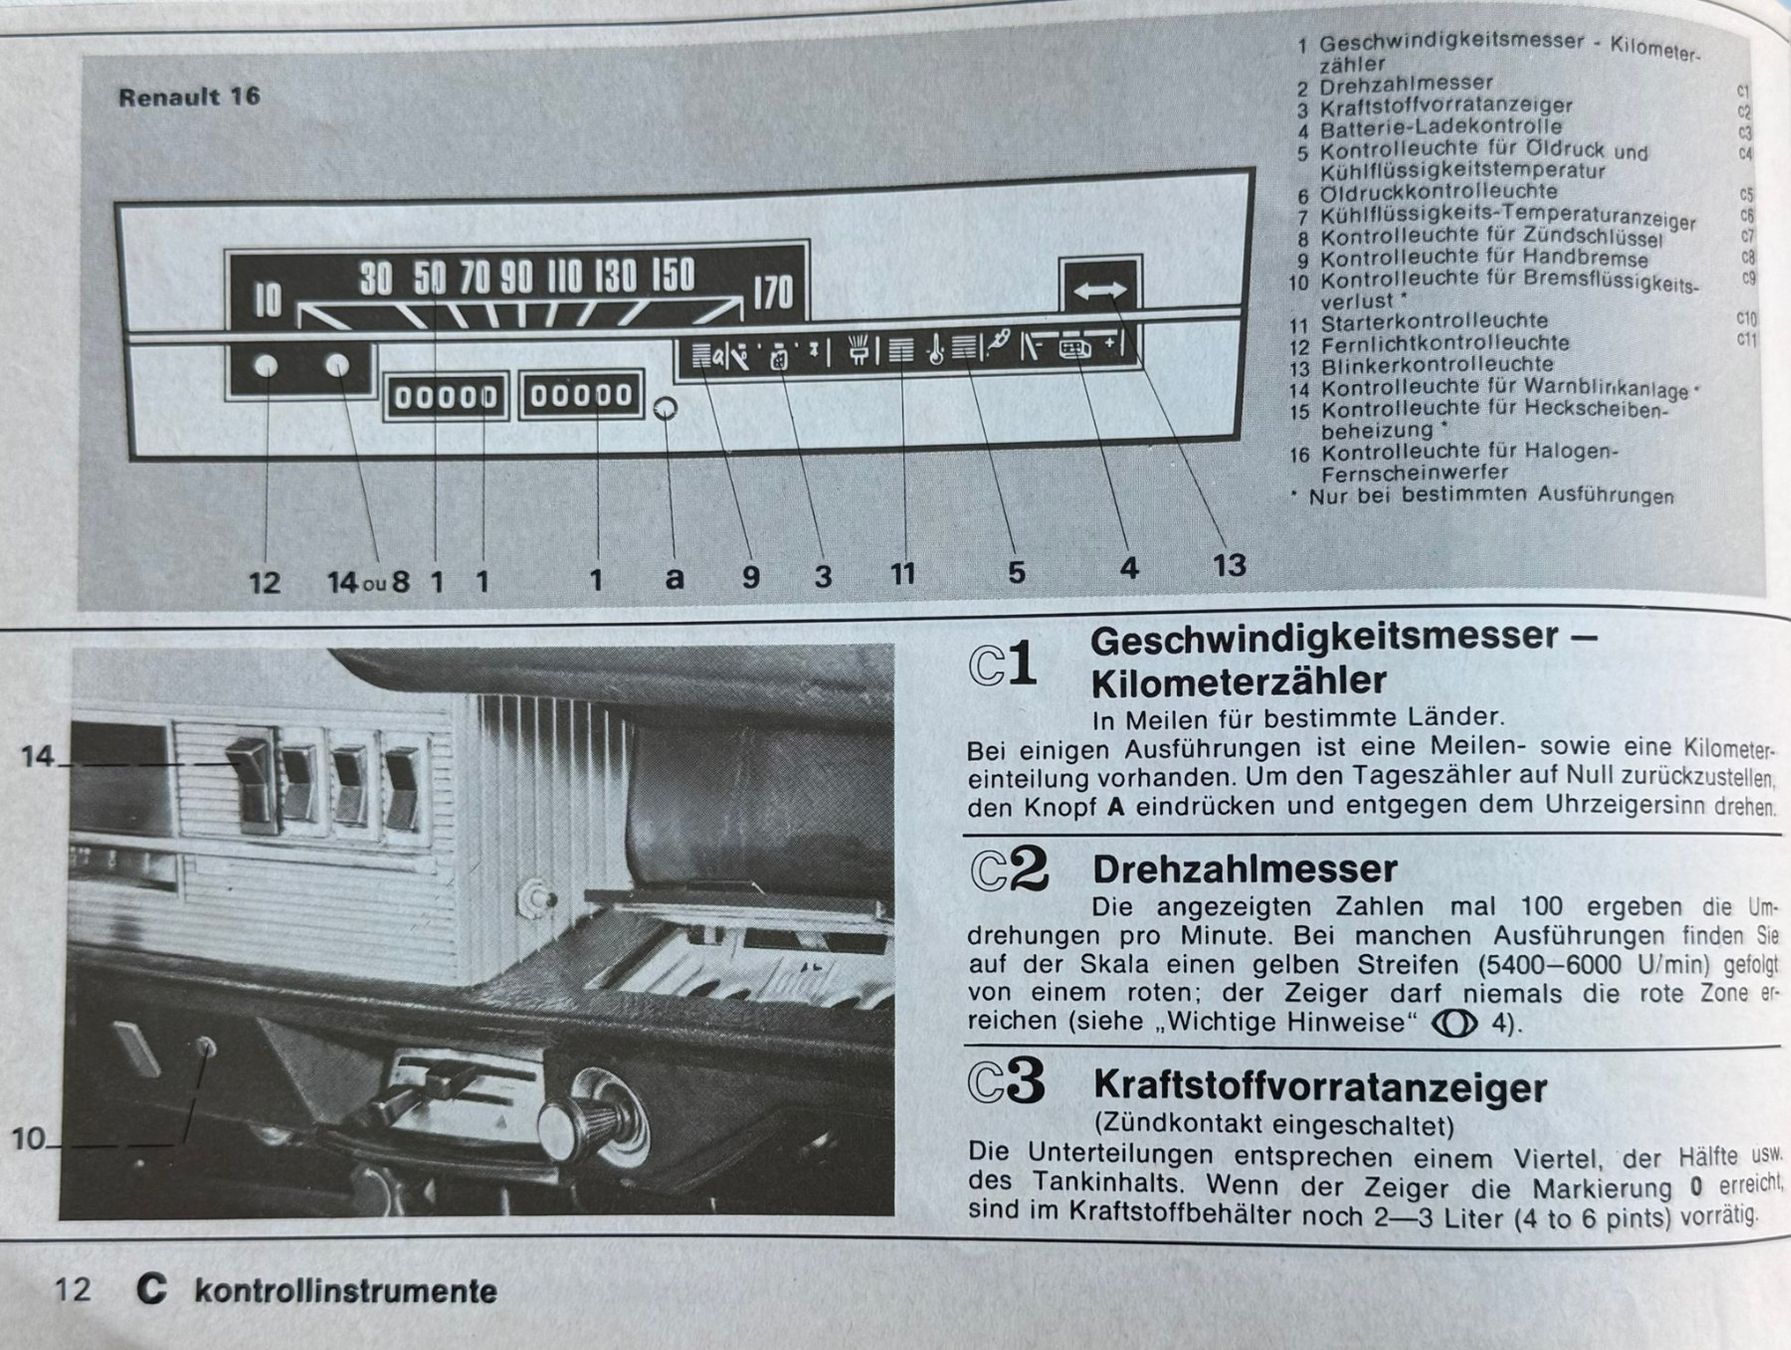 Renault 16
10 30 50 70 90 110 130 150 170
00000 00000
12 14 ou 8 1 1 1 a 9 3 11 5 4 13
1 Geschwindigkeitsmesser - Kilometer-
zähler
C1
2 Drehzahlmesser
C2
3 Kraftstoffvorratanzeiger
C3
4 Batterie-Ladekontrolle
C4
5 Kontrolleuchte für Öldruck und
Kühlflüssigkeitstemperatur
C5
6 Öldruckkontrolleuchte
C6
7 Kühlflüssigkeits-Temperaturanzeiger
C7
8 Kontrolleuchte für Zündschlüssel
C8
9 Kontrolleuchte für Handbremse
C9
10 Kontrolleuchte für Bremsflüssigkeits-
verlust *
C10
11 Starterkontrolleuchte
C11
12 Fernlichtkontrolleuchte
13 Blinkerkontrolleuchte
14 Kontrolleuchte für Warnblinkanlage *
15 Kontrolleuchte für Heckscheiben-
beheizung *
16 Kontrolleuchte für Halogen-
Fernscheinwerfer
* Nur bei bestimmten Ausführungen
14
10
C1 Geschwindigkeitsmesser –
Kilometerzähler
In Meilen für bestimmte Länder.
Bei einigen Ausführungen ist eine Meilen- sowie eine Kilometer-
einteilung vorhanden. Um den Tageszähler auf Null zurückzustellen,
den Knopf A eindrücken und entgegen dem Uhrzeigersinn drehen.
C2 Drehzahlmesser
Die angezeigten Zahlen mal 100 ergeben die Um-
drehungen pro Minute. Bei manchen Ausführungen finden Sie
auf der Skala einen gelben Streifen (5400—6000 U/min) gefolgt
von einem roten; der Zeiger darf niemals die rote Zone er-
reichen (siehe „Wichtige Hinweise“ 4).
C3 Kraftstoffvorratanzeiger
(Zündkontakt eingeschaltet)
Die Unterteilungen entsprechen einem Viertel, der Hälfte usw.
des Tankinhalts. Wenn der Zeiger die Markierung 0 erreicht,
sind im Kraftstoffbehälter noch 2—3 Liter (4 to 6 pints) vorrätig.
12 C kontrollinstrumente